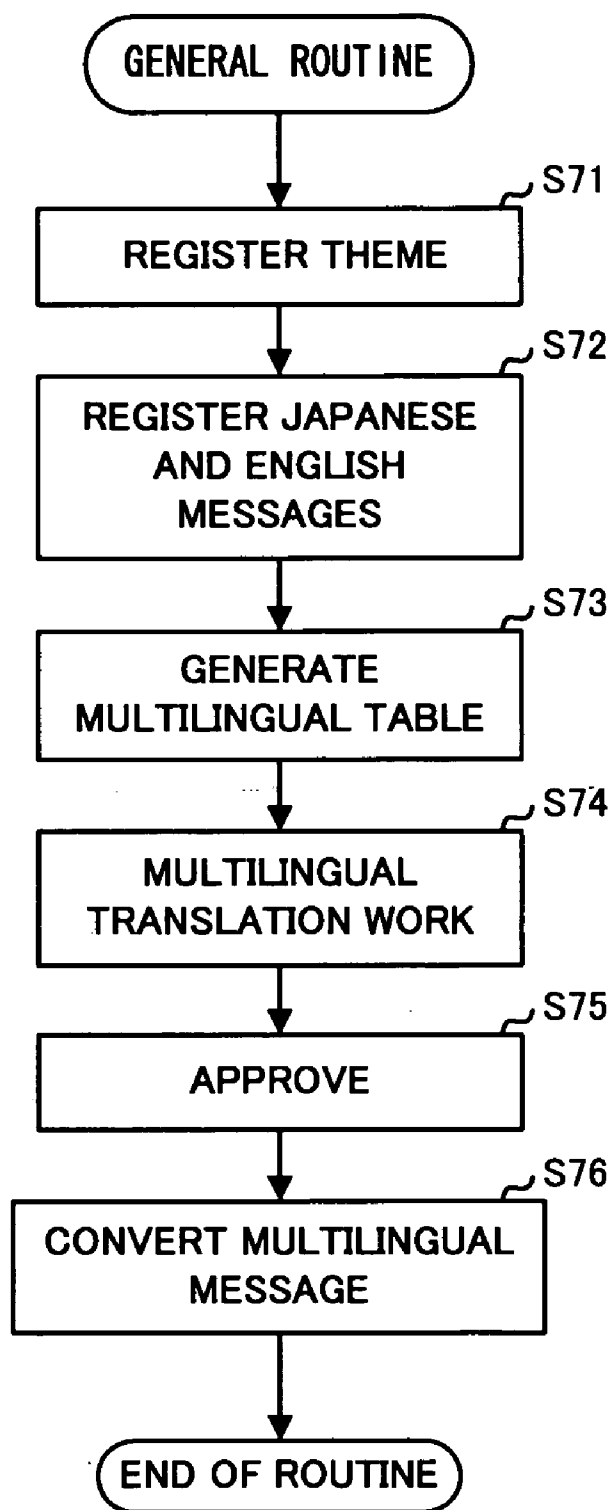 GENERAL ROUTINE
S71
REGISTER THEME
S72
REGISTER JAPANESE
AND ENGLISH
MESSAGES
S73
GENERATE
MULTILINGUAL TABLE
S74
MULTILINGUAL
TRANSLATION WORK
S75
APPROVE
S76
CONVERT MULTILINGUAL
MESSAGE
END OF ROUTINE